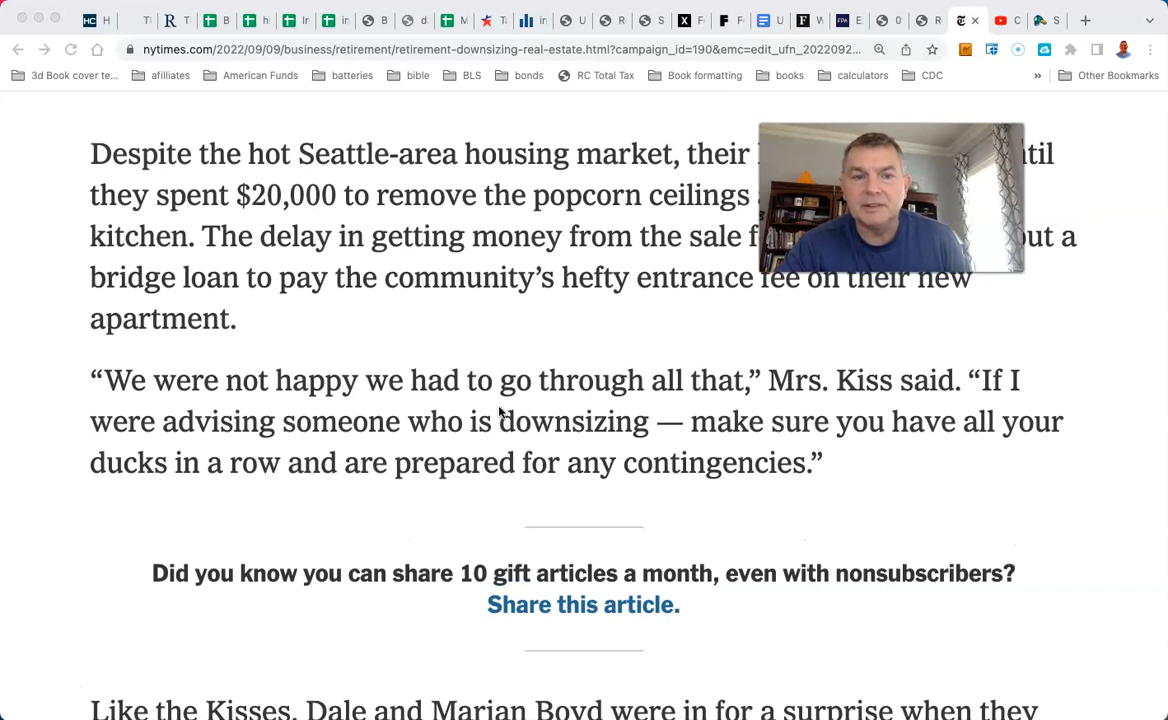 H
T
R
T
B
h
Ir
in
B
d
M
T
in
U
R
S
F
F
U
V
E
0
R
C
S
nytimes.com/2022/09/09/business/retirement/retirement-downsizing-real-estate.html?campaign_id=190&emc=edit_ufn_2022092...
3d Book cover te...
afiliates
American Funds
batteries
bible
BLS
bonds
RC Total Tax
Book formatting
books
calculators
CDC
»
Other Bookmarks
Despite the hot Seattle-area housing market, their
they spent $20,000 to remove the popcorn ceilings
kitchen. The delay in getting money from the sale
bridge loan to pay the community’s hefty entrance fee on their new
apartment.
“We were not happy we had to go through all that,” Mrs. Kiss said. “If I
were advising someone who is downsizing — make sure you have all your
ducks in a row and are prepared for any contingencies.”
Did you know you can share 10 gift articles a month, even with nonsubscribers?
Share this article.
Like the Kisses, Dale and Marian Boyd were in for a surprise when they